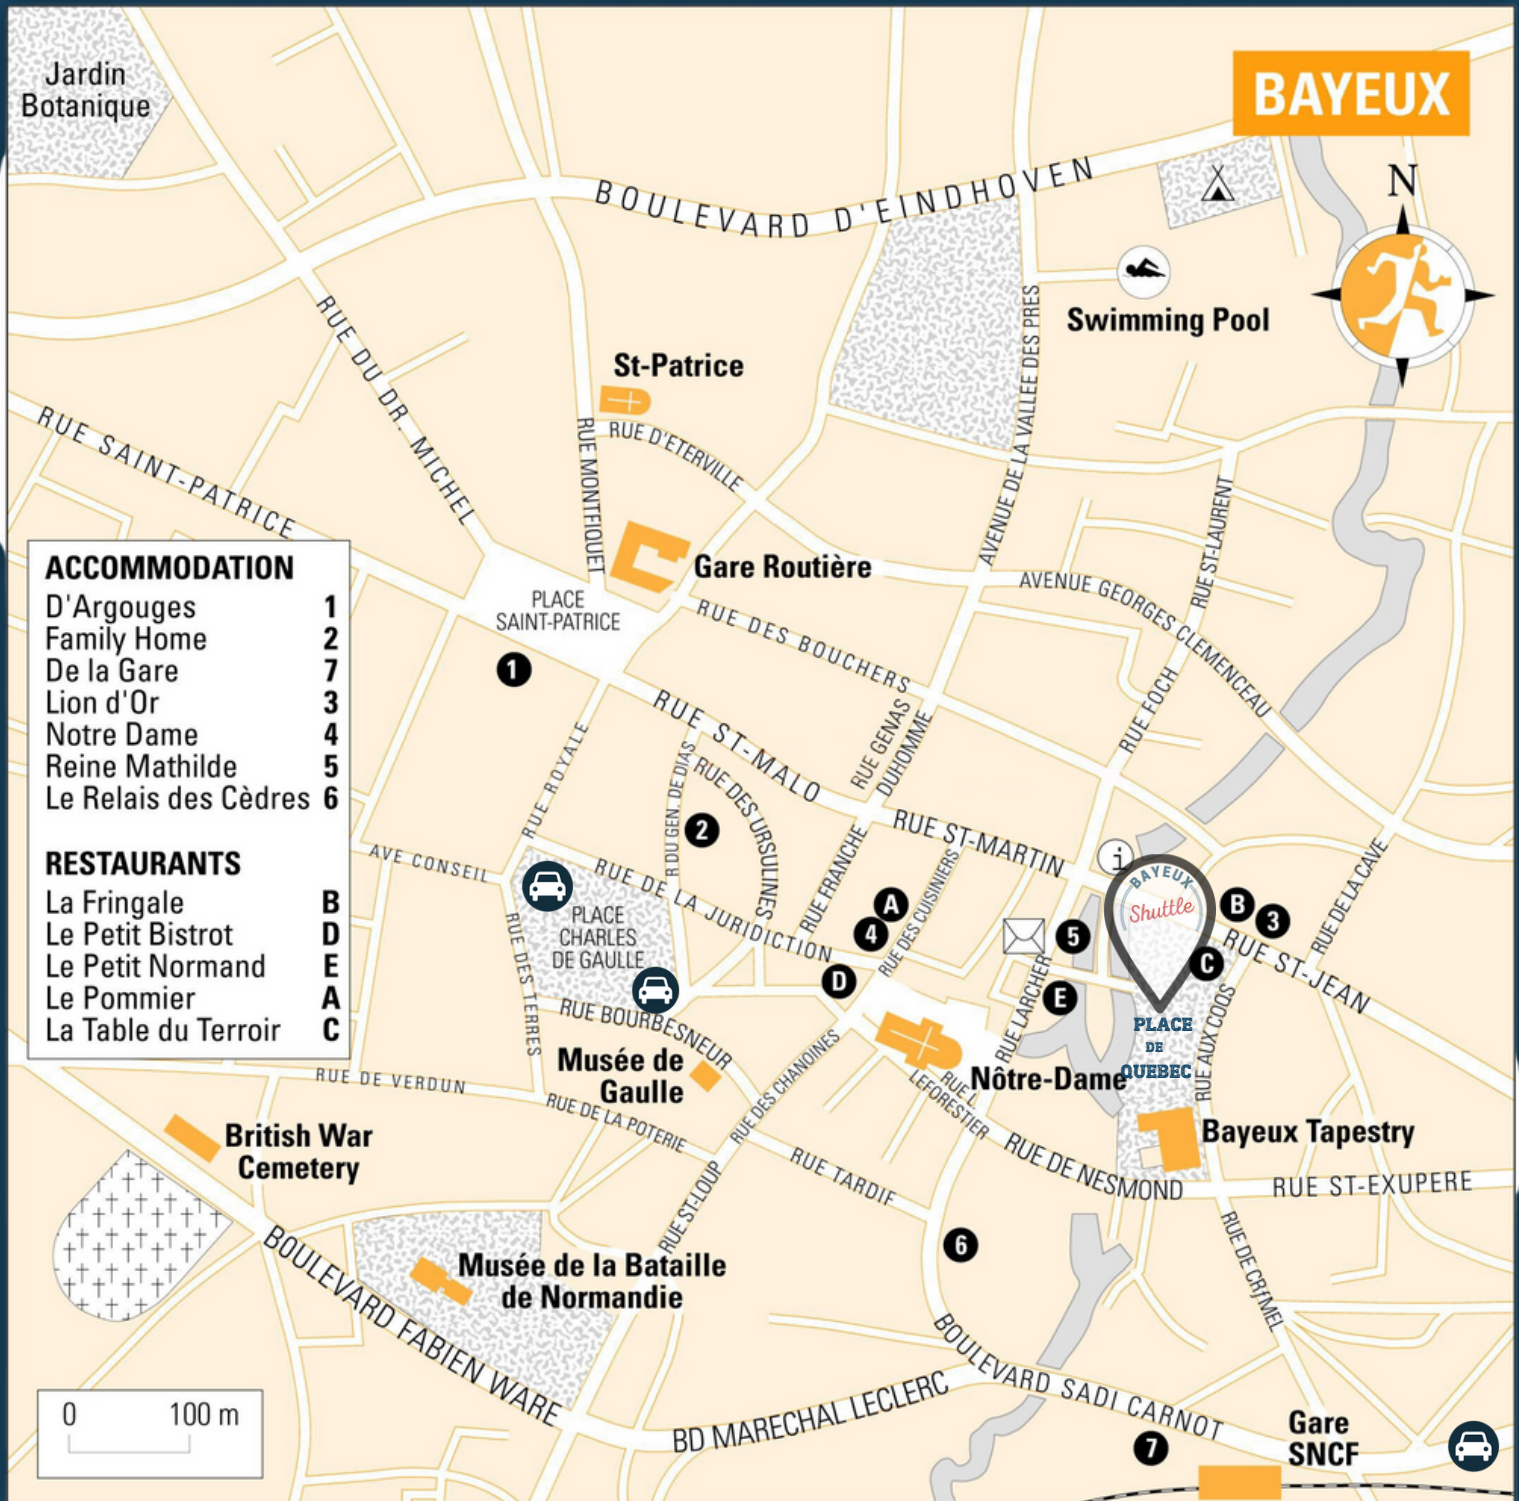 Jardin
Botanique
BAYEUX
N
BOULEVARD D'EINDHOVEN
Swimming Pool
St-Patrice
RUE D'ETERVILLE
RUE DU DR. MICHEL
RUE SAINT-PATRICE
RUE MONTFIQUET
AVENUE DE LA VALLEE DES PRES
RUE ST-LAURENT
Gare Routière
AVENUE GEORGES CLEMENCEAU
PLACE
SAINT-PATRICE
RUE DES BOUCHERS
1
RUE FOCH
RUE ST-MALO
RUE GENAS
DUHOMME
RUE ROYALE
R DU GEN. DE DIAS
RUE DES URSULINES
2
RUE ST-MARTIN
RUE FRANCHE
RUE DES CUISINIERS
ACCOMMODATION
D'Argouges 1
Family Home 2
De la Gare 7
Lion d'Or 3
Notre Dame 4
Reine Mathilde 5
Le Relais des Cèdres 6
RESTAURANTS
La Fringale B
Le Petit Bistrot D
Le Petit Normand E
Le Pommier A
La Table du Terroir C
AVE CONSEIL
RUE DE LA JURIDICTION
PLACE
CHARLES
DE GAULLE
A
4
D
i
BAYEUX
Shuttle
5
B
3
C
E
RUE DE LA CAVE
RUE ST-JEAN
RUE LARCHER
RUE AUX COQS
PLACE
DE
QUEBEC
RUE DES TERRES
RUE BOURBESNEUR
Musée de
Gaulle
RUE DES CHANOINES
Nôtre-Dame
RUE L.
LEFORESTIER
RUE DE VERDUN
RUE DE LA POTERIE
British War
Cemetery
RUE TARDIF
RUE DE NESMOND
Bayeux Tapestry
RUE ST-EXUPERE
RUE ST-LOUP
6
Musée de la Bataille
de Normandie
BOULEVARD FABIEN WARE
BOULEVARD SADI CARNOT
BD MARECHAL LECLERC
7
Gare
SNCF
0 100 m